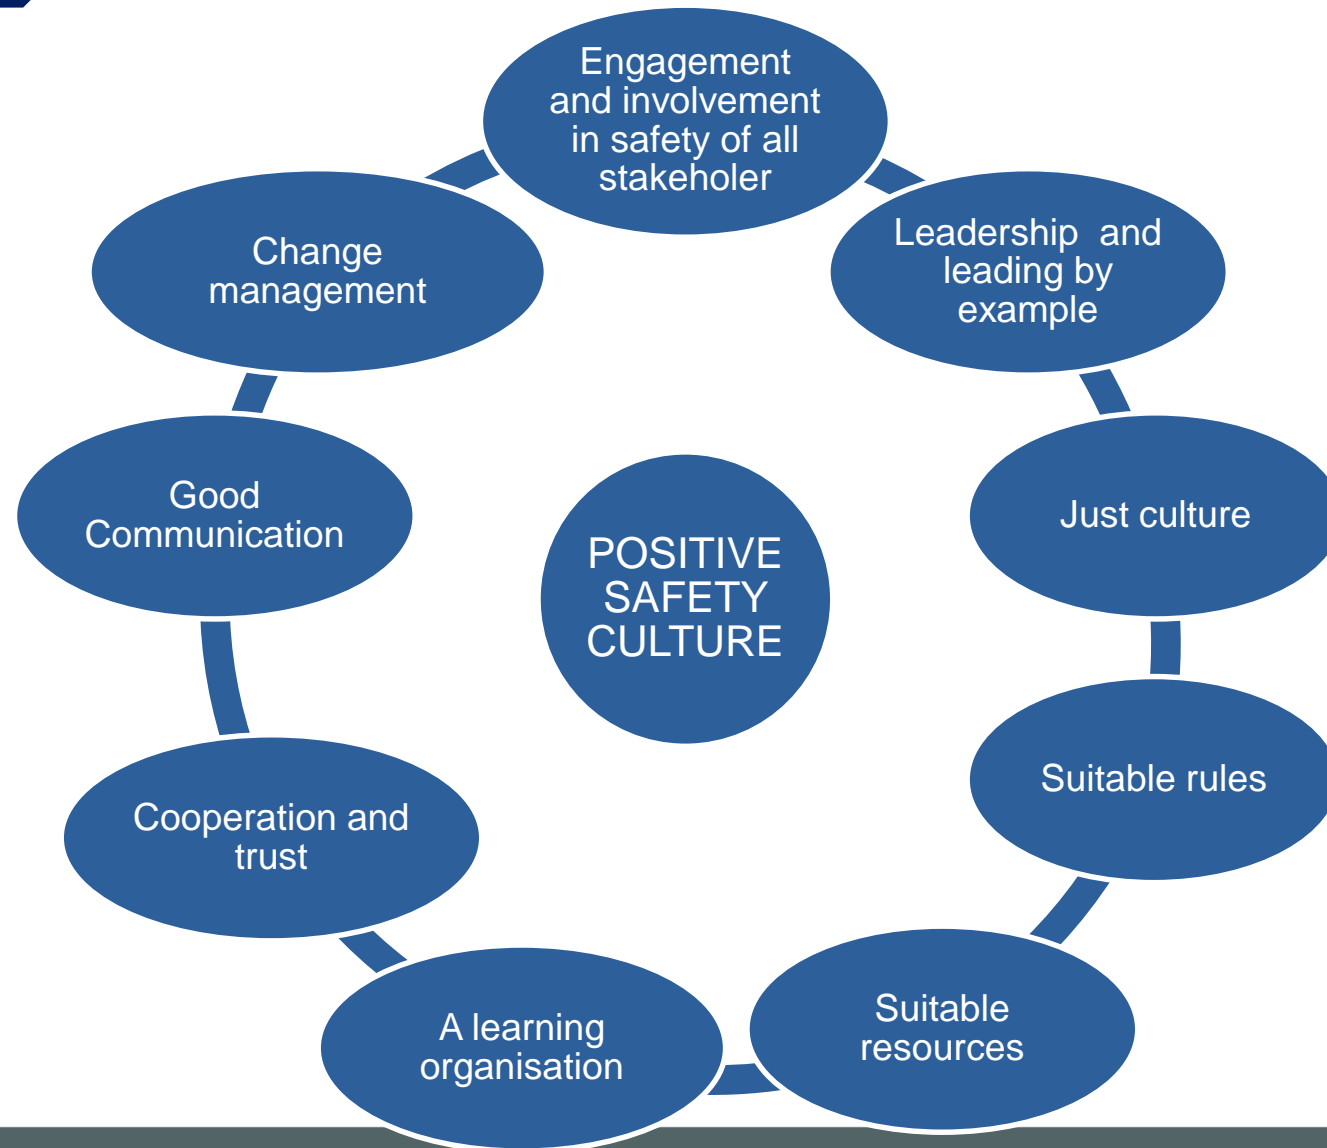 Engagement
and involvement
in safety of all
stakeholer
Leadership and
leading by
example
Just culture
Suitable rules
Suitable
resources
A learning
organisation
Cooperation and
trust
Good
Communication
Change
management
POSITIVE
SAFETY
CULTURE